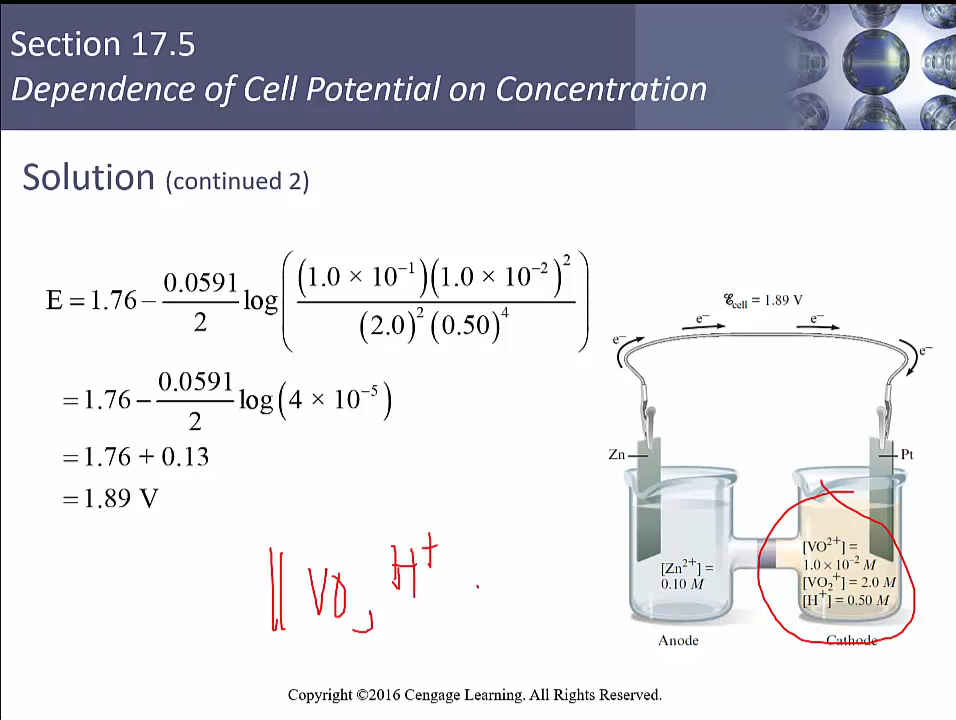 Section 17.5
Dependence of Cell Potential on Concentration
Solution (continued 2)
E = 1.76 – 0.0591/2 log ( (1.0 × 10⁻¹)(1.0 × 10⁻²)² / (2.0)² (0.50)⁴ )
= 1.76 – 0.0591/2 log (4 × 10⁻⁵)
= 1.76 + 0.13
= 1.89 V
ℰcell = 1.89 V
e⁻
e⁻
e⁻
e⁻
Zn
Pt
[Zn²⁺] =
0.10 M
[VO²⁺] =
1.0 × 10⁻² M
[VO₂⁺] = 2.0 M
[H⁺] = 0.50 M
Anode
Cathode
|| VO, H⁺
Copyright ©2016 Cengage Learning. All Rights Reserved.